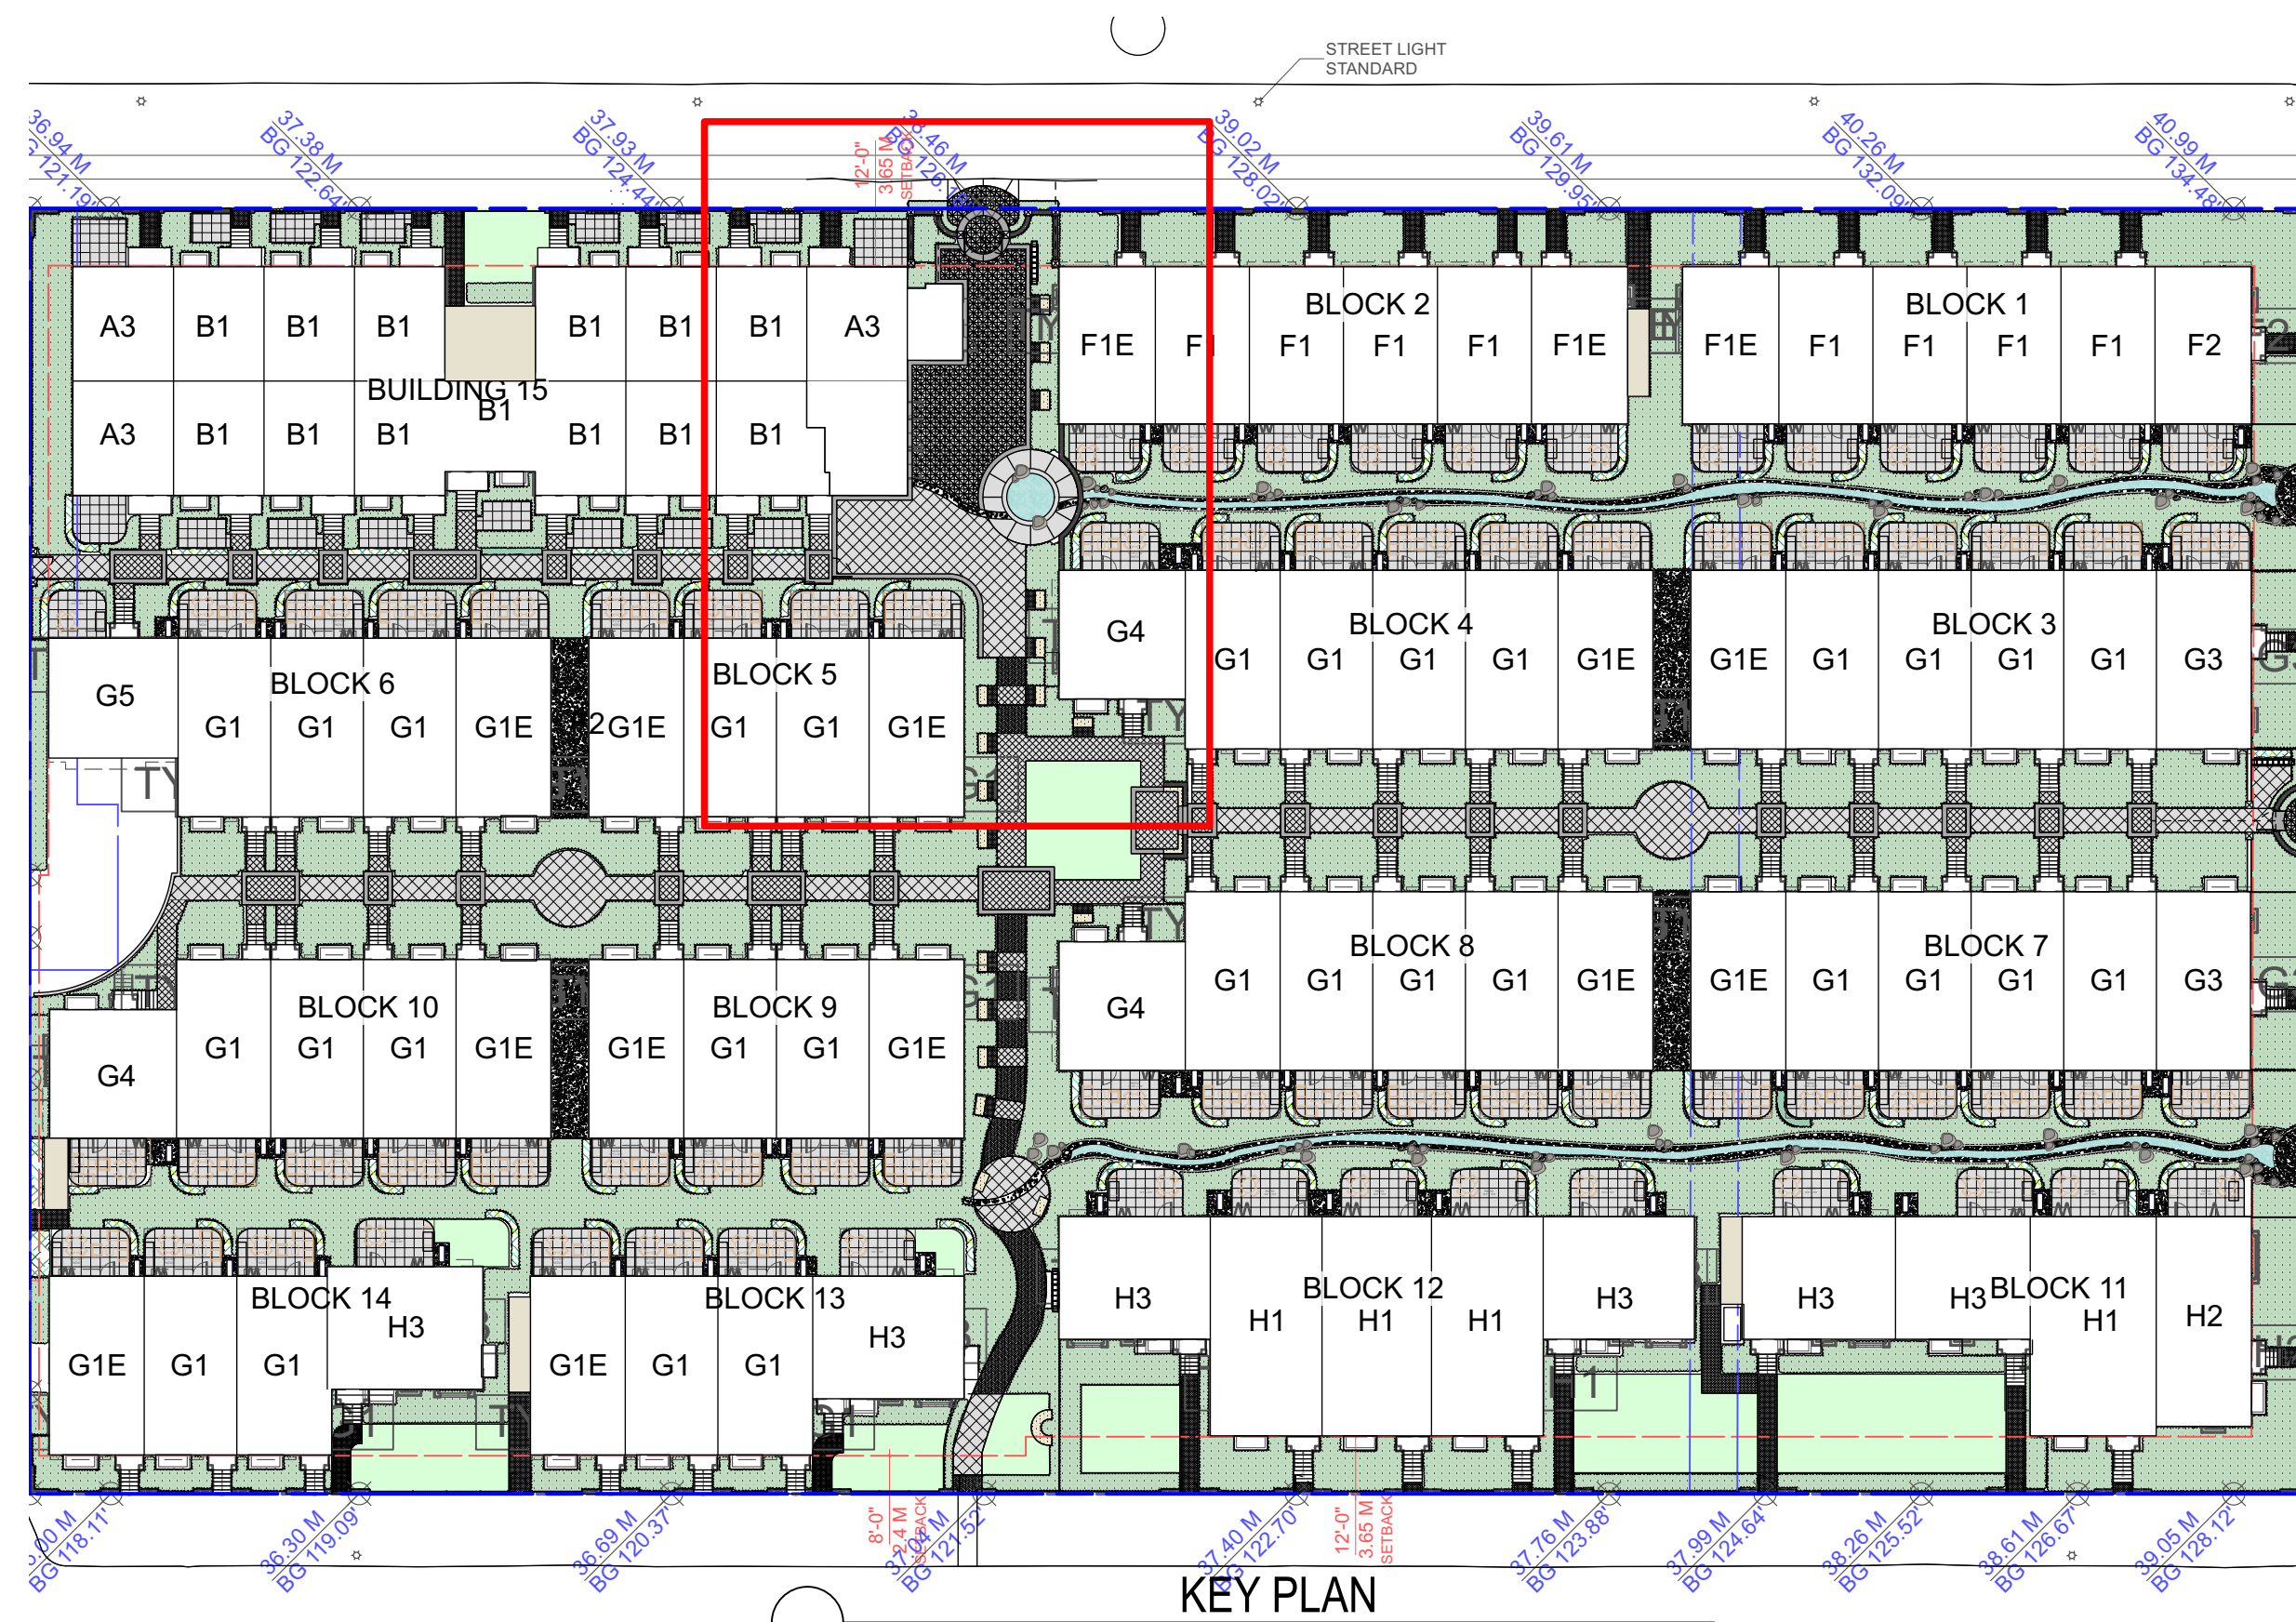 STREET LIGHT
STANDARD
36.94 M
37.38 M
BG 122.64'
37.93 M
BG 124.44'
12'-0"
3.65 M
SETBACK
39.02 M
BG 128.02'
39.61 M
BG 129.95'
40.26 M
BG 132.09'
40.99 M
BG 134.48'
BLOCK 2
BLOCK 1
A3 B1 B1 B1 B1 B1 B1 A3
F1E F1 F1 F1 F1 F1E
F1E F1 F1 F1 F1 F2
BUILDING 15
B1
A3 B1 B1 B1 B1 B1 B1
BLOCK 4
BLOCK 3
G4 G1 G1 G1 G1 G1E
G1E G1 G1 G1 G1 G3
BLOCK 6
BLOCK 5
G5 G1 G1 G1 G1E
2
G1E G1 G1 G1E
BLOCK 8
BLOCK 7
G4 G1 G1 G1 G1 G1E
G1E G1 G1 G1 G1 G3
BLOCK 10
BLOCK 9
G4 G1 G1 G1 G1E
G1E G1 G1 G1E
BLOCK 14
BLOCK 13
BLOCK 12
BLOCK 11
G1E G1 G1 H3
G1E G1 G1 H3
H3 H1 H1 H1 H3
H3 H3 H1 H2
BG 118.11'
36.30 M
BG 119.09'
36.69 M
BG 120.37'
8'-0"
2.4 M
SETBACK
BG 121.52'
37.40 M
BG 122.70'
12'-0"
3.65 M
SETBACK
37.76 M
BG 123.88'
37.99 M
BG 124.64'
38.26 M
BG 125.52'
38.61 M
BG 126.67'
39.05 M
BG 128.12'
KEY PLAN